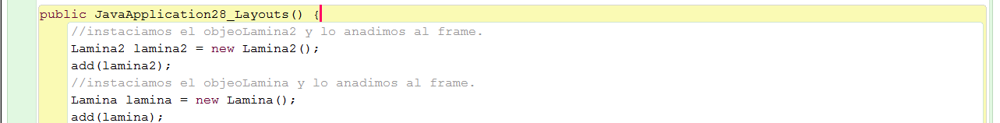 public JavaApplication28_Layouts() {
//instaciamos el objeoLamina2 y lo anadimos al frame.
Lamina2 lamina2 = new Lamina2();
add(lamina2);
//instaciamos el objeoLamina y lo anadimos al frame.
Lamina lamina = new Lamina();
add(lamina);